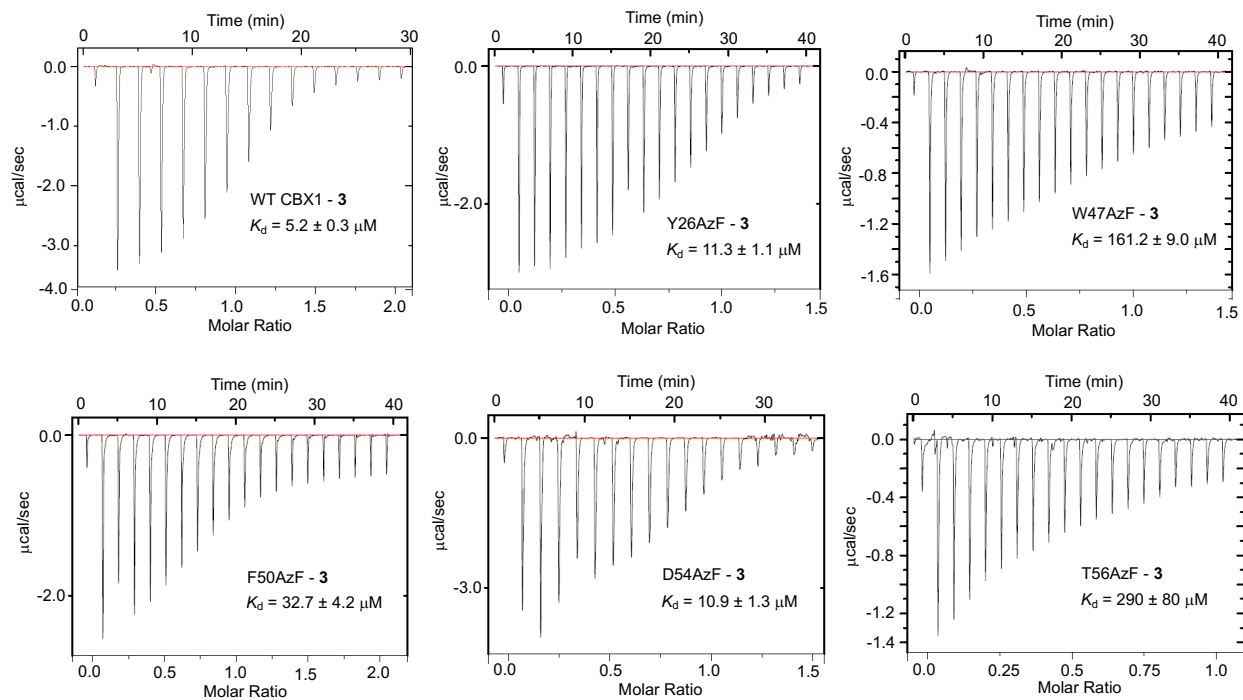 Time (min)
0 10 20 30
0.0
-1.0
-2.0
-3.0
-4.0
μcal/sec
WT CBX1 - 3
Kd = 5.2 ± 0.3 μM
0.0 0.5 1.0 1.5 2.0
Molar Ratio
Time (min)
0 10 20 30 40
0.0
-2.0
μcal/sec
Y26AzF - 3
Kd = 11.3 ± 1.1 μM
0.0 0.5 1.0 1.5
Molar Ratio
Time (min)
0 10 20 30 40
0.0
-0.4
-0.8
-1.2
-1.6
μcal/sec
W47AzF - 3
Kd = 161.2 ± 9.0 μM
0.0 0.5 1.0 1.5
Molar Ratio
Time (min)
0 10 20 30 40
0.0
-2.0
μcal/sec
F50AzF - 3
Kd = 32.7 ± 4.2 μM
0.0 0.5 1.0 1.5 2.0
Molar Ratio
Time (min)
0 10 20 30
0.0
-3.0
μcal/sec
D54AzF - 3
Kd = 10.9 ± 1.3 μM
0.0 0.5 1.0 1.5
Molar Ratio
Time (min)
0 10 20 30 40
0.0
-0.4
-0.8
-1.2
-1.4
μcal/sec
T56AzF - 3
Kd = 290 ± 80 μM
0.0 0.25 0.5 0.75 1.0
Molar Ratio